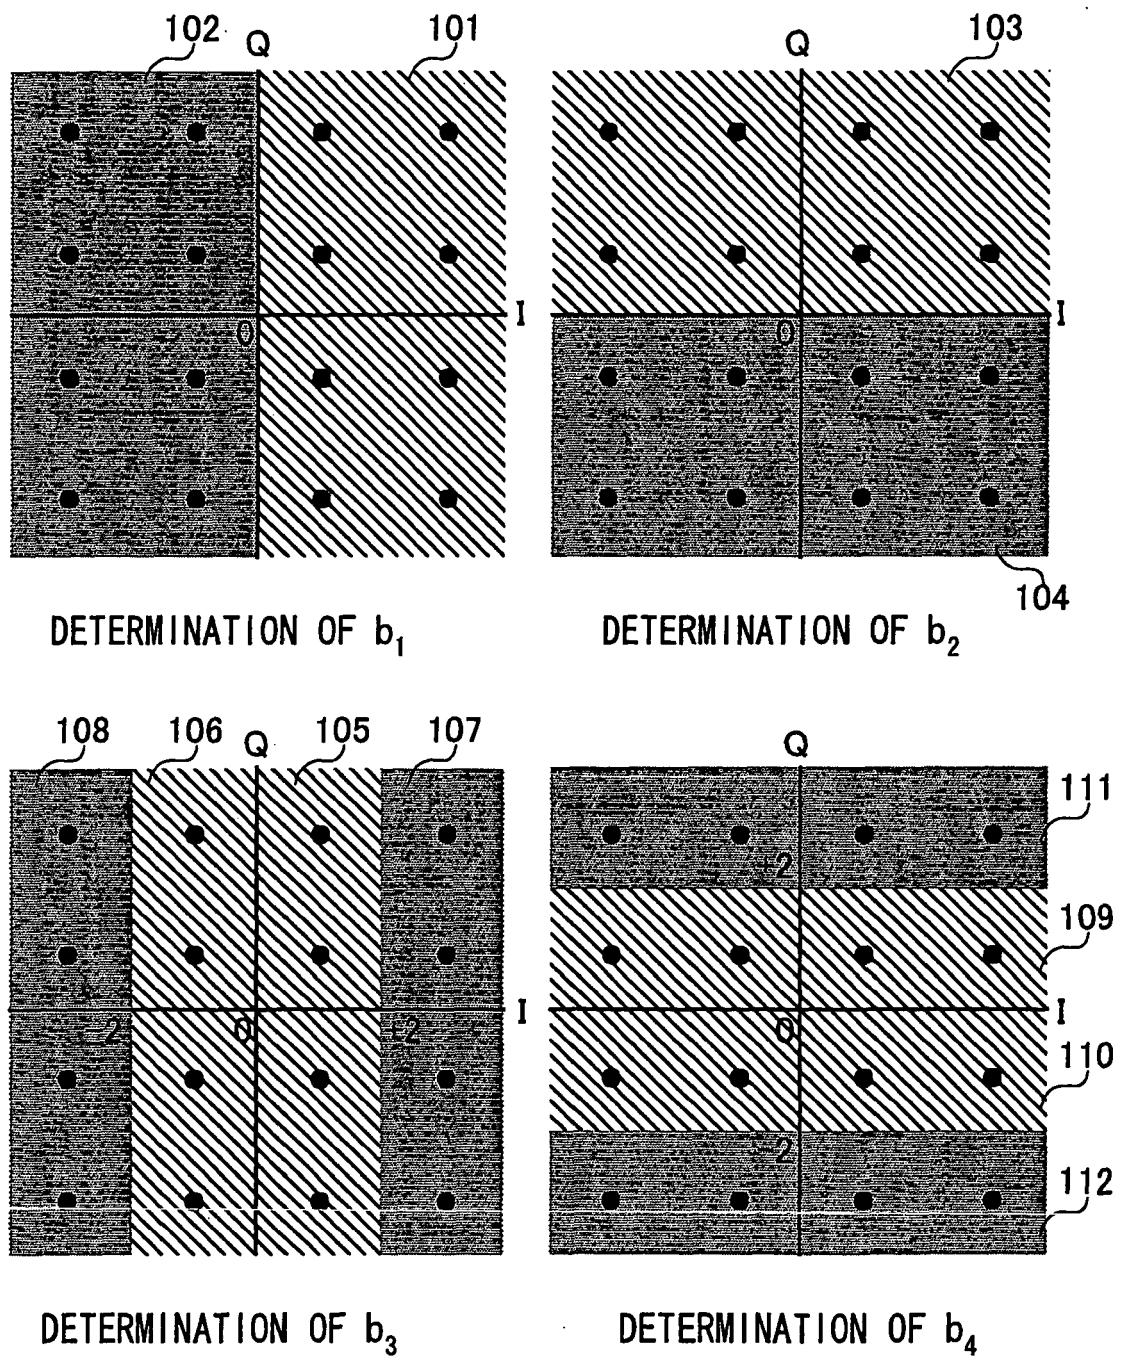 102 Q 101
I
0
DETERMINATION OF b1
Q 103
I
0
104
DETERMINATION OF b2
108 106 Q 105 107
I
-2 0 +2
DETERMINATION OF b3
Q
111
+2
109
I
0
110
-2
112
DETERMINATION OF b4